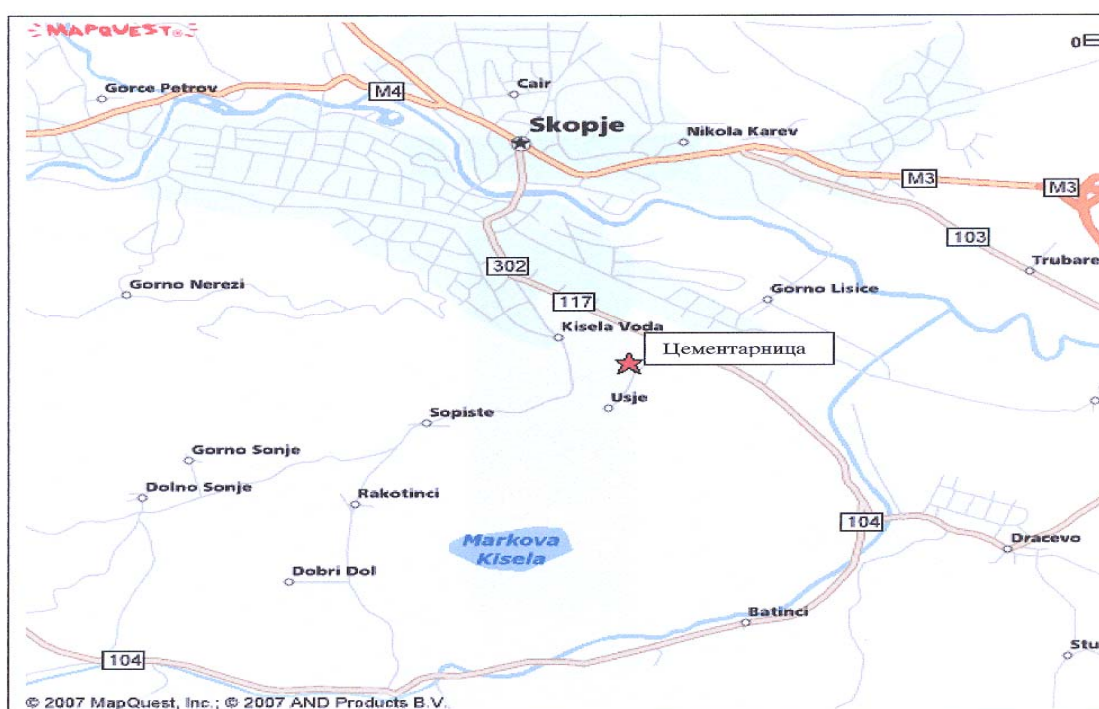 MAPQUEST
Gorce Petrov
M4
Cair
Skopje
Nikola Karev
M3
M3
103
Trubare
302
Gorno Nerezi
117
Gorno Lisice
Kisela Voda
Цементарница
Usje
Sopiste
Gorno Sonje
Dolno Sonje
Rakotinci
104
Markova
Kisela
Dracevo
Dobri Dol
Batinci
Stu
104
© 2007 MapQuest, Inc.; © 2007 AND Products B.V.